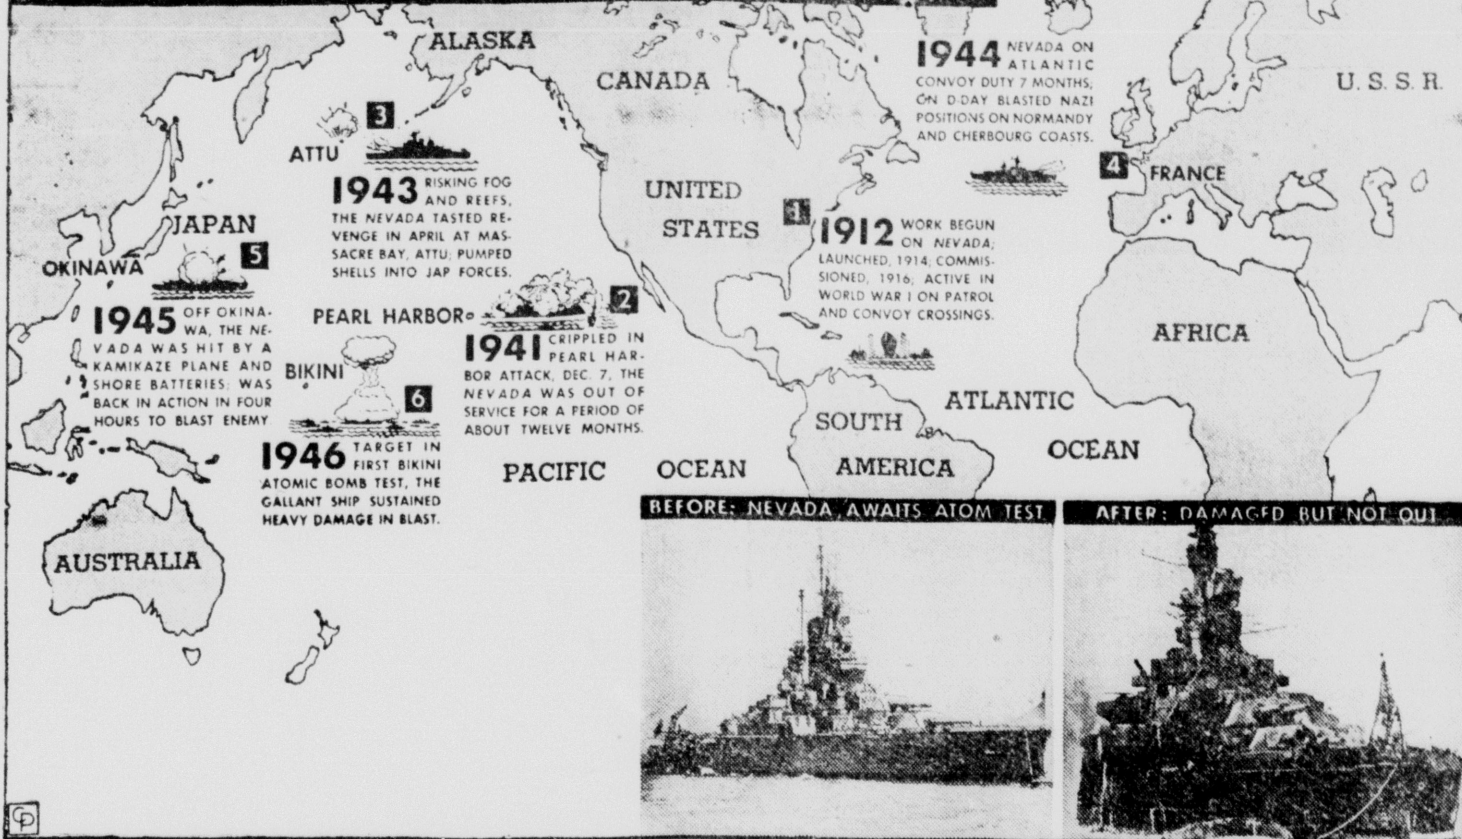 ALASKA
CANADA
1944 NEVADA ON
ATLANTIC
CONVOY DUTY 7 MONTHS;
ON D-DAY BLASTED NAZI
POSITIONS ON NORMANDY
AND CHERBOURG COASTS.
U. S. S. R.
3
ATTU
4
FRANCE
1943 RISKING FOG
AND REEFS,
THE NEVADA TASTED RE-
VENGE IN APRIL AT MAS-
SACRE BAY, ATTU; PUMPED
SHELLS INTO JAP FORCES.
UNITED
STATES
1
1912 WORK BEGUN
ON NEVADA;
LAUNCHED, 1914; COMMIS-
SIONED, 1916; ACTIVE IN
WORLD WAR I ON PATROL
AND CONVOY CROSSINGS.
JAPAN
5
OKINAWA
1945 OFF OKINA-
WA, THE NE-
VADA WAS HIT BY A
KAMIKAZE PLANE AND
SHORE BATTERIES; WAS
BACK IN ACTION IN FOUR
HOURS TO BLAST ENEMY
PEARL HARBOR
2
1941 CRIPPLED IN
PEARL HAR-
BOR ATTACK, DEC. 7, THE
NEVADA WAS OUT OF
SERVICE FOR A PERIOD OF
ABOUT TWELVE MONTHS.
AFRICA
BIKINI
6
1946 TARGET IN
FIRST BIKINI
ATOMIC BOMB TEST, THE
GALLANT SHIP SUSTAINED
HEAVY DAMAGE IN BLAST.
ATLANTIC
OCEAN
SOUTH
AMERICA
PACIFIC OCEAN
BEFORE: NEVADA AWAITS ATOM TEST
AFTER: DAMAGED BUT NOT OUT
AUSTRALIA
CP